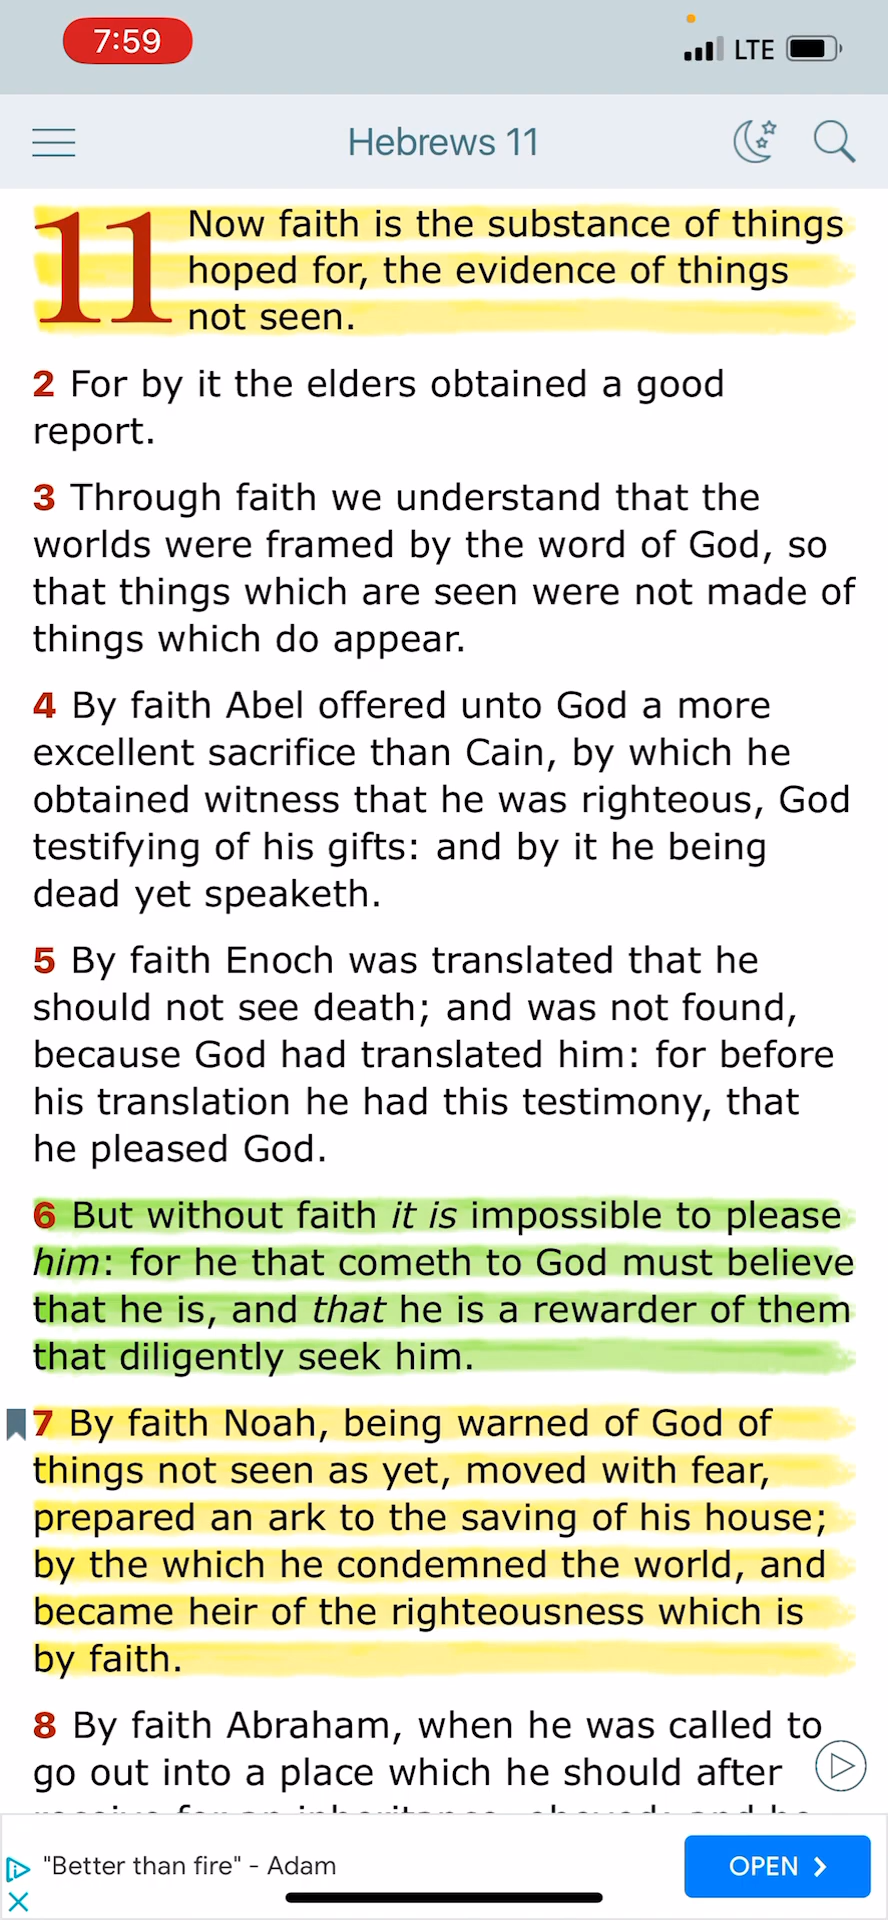 7:59
LTE
Hebrews 11
11 Now faith is the substance of things
hoped for, the evidence of things
not seen.
2 For by it the elders obtained a good
report.
3 Through faith we understand that the
worlds were framed by the word of God, so
that things which are seen were not made of
things which do appear.
4 By faith Abel offered unto God a more
excellent sacrifice than Cain, by which he
obtained witness that he was righteous, God
testifying of his gifts: and by it he being
dead yet speaketh.
5 By faith Enoch was translated that he
should not see death; and was not found,
because God had translated him: for before
his translation he had this testimony, that
he pleased God.
6 But without faith it is impossible to please
him: for he that cometh to God must believe
that he is, and that he is a rewarder of them
that diligently seek him.
7 By faith Noah, being warned of God of
things not seen as yet, moved with fear,
prepared an ark to the saving of his house;
by the which he condemned the world, and
became heir of the righteousness which is
by faith.
8 By faith Abraham, when he was called to
go out into a place which he should after
"Better than fire" - Adam
OPEN